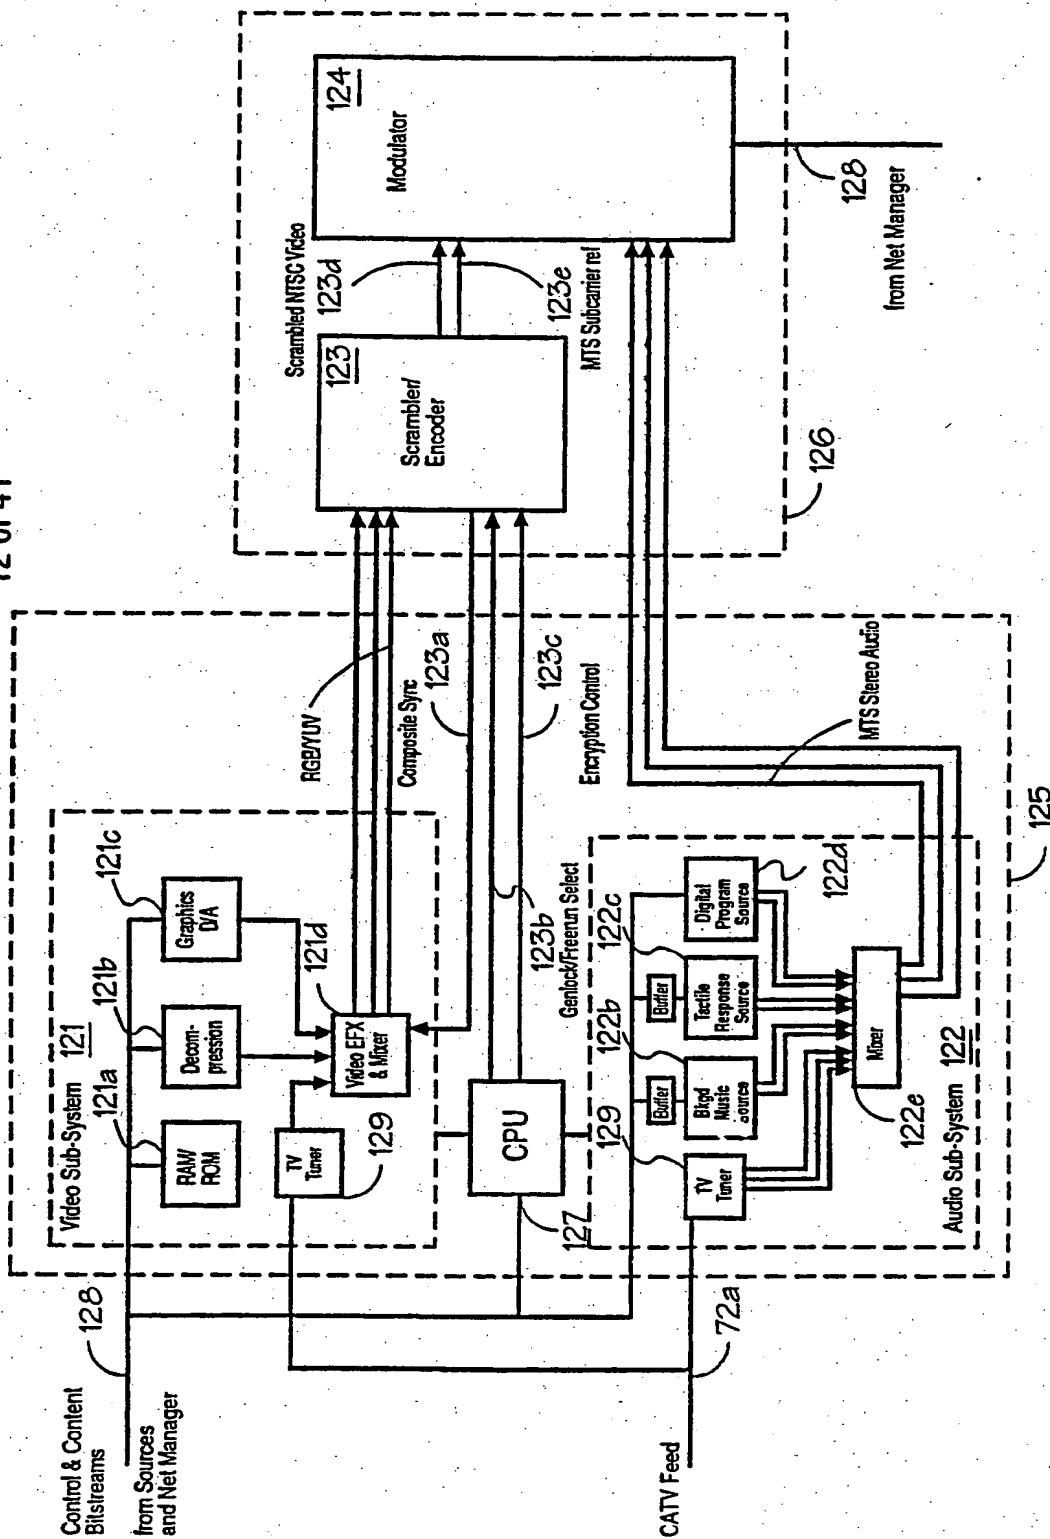 12 of 41
124
Modulator
Scrambled NTSC Video
123d
123e
MTS Subcarrier ref
128
from Net Manager
123
Scrambler/
Encoder
126
RGB/YUV
Composite Sync
123a
123c
Encryption Control
MTS Stereo Audio
125
121c
Graphics
D/A
121b
Decom-
pression
121
121a
Video Sub-System
RAM/
ROM
121d
Video EFX
& Mixer
TV
Tuner
129
123b
Genlock/Freerun Select
CPU
127
122c
122b
129
Buffer
Buffer
Digital
Program
Source
122d
Tactile
Response
Source
Bkgd
Music
Source
TV
Tuner
Mixer
122e
Audio Sub-System
122
128
Control & Content
Bitstreams
from Sources
and Net Manager
72a
CATV Feed